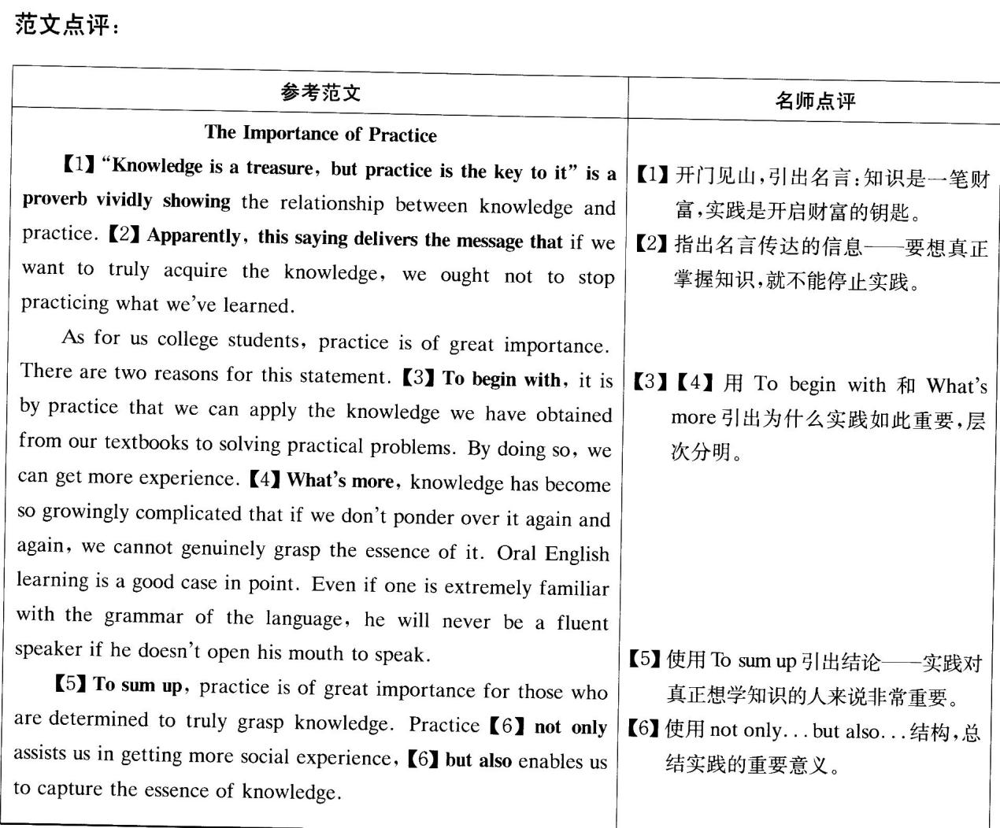 范文点评：
参考范文
名师点评
The Importance of Practice
【1】“Knowledge is a treasure, but practice is the key to it” is a
proverb vividly showing the relationship between knowledge and
practice. 【2】Apparently, this saying delivers the message that if we
want to truly acquire the knowledge, we ought not to stop
practicing what we’ve learned.
As for us college students, practice is of great importance.
There are two reasons for this statement. 【3】To begin with, it is
by practice that we can apply the knowledge we have obtained
from our textbooks to solving practical problems. By doing so, we
can get more experience. 【4】What’s more, knowledge has become
so growingly complicated that if we don’t ponder over it again and
again, we cannot genuinely grasp the essence of it. Oral English
learning is a good case in point. Even if one is extremely familiar
with the grammar of the language, he will never be a fluent
speaker if he doesn’t open his mouth to speak.
【5】To sum up, practice is of great importance for those who
are determined to truly grasp knowledge. Practice 【6】not only
assists us in getting more social experience, 【6】but also enables us
to capture the essence of knowledge.
【1】开门见山，引出名言：知识是一笔财
富，实践是开启财富的钥匙。
【2】指出名言传达的信息——要想真正
掌握知识，就不能停止实践。
【3】【4】用 To begin with 和 What’s
more 引出为什么实践如此重要，层
次分明。
【5】使用 To sum up 引出结论——实践对
真正想学知识的人来说非常重要。
【6】使用 not only... but also... 结构，总
结实践的重要意义。